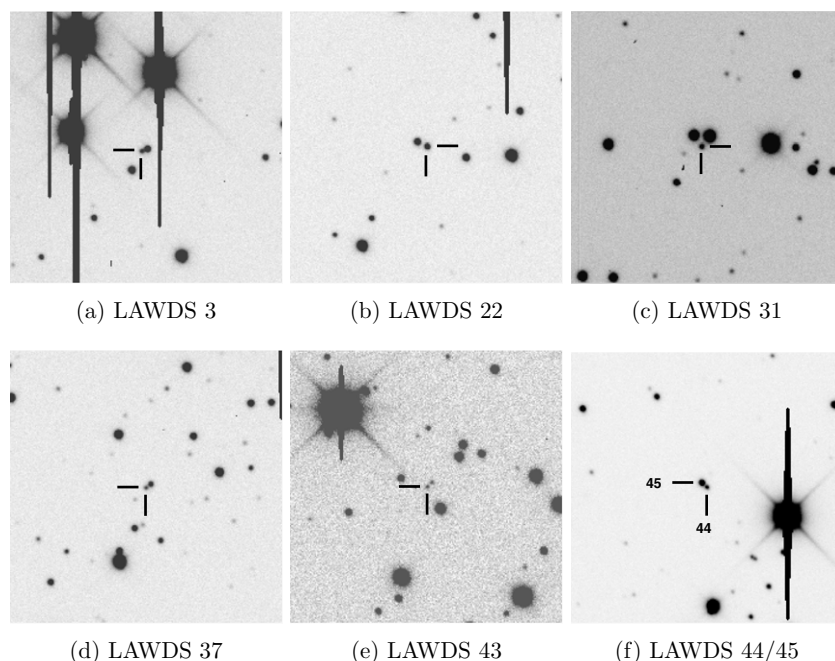 (a) LAWDS 3
(b) LAWDS 22
(c) LAWDS 31
45
44
(d) LAWDS 37
(e) LAWDS 43
(f) LAWDS 44/45